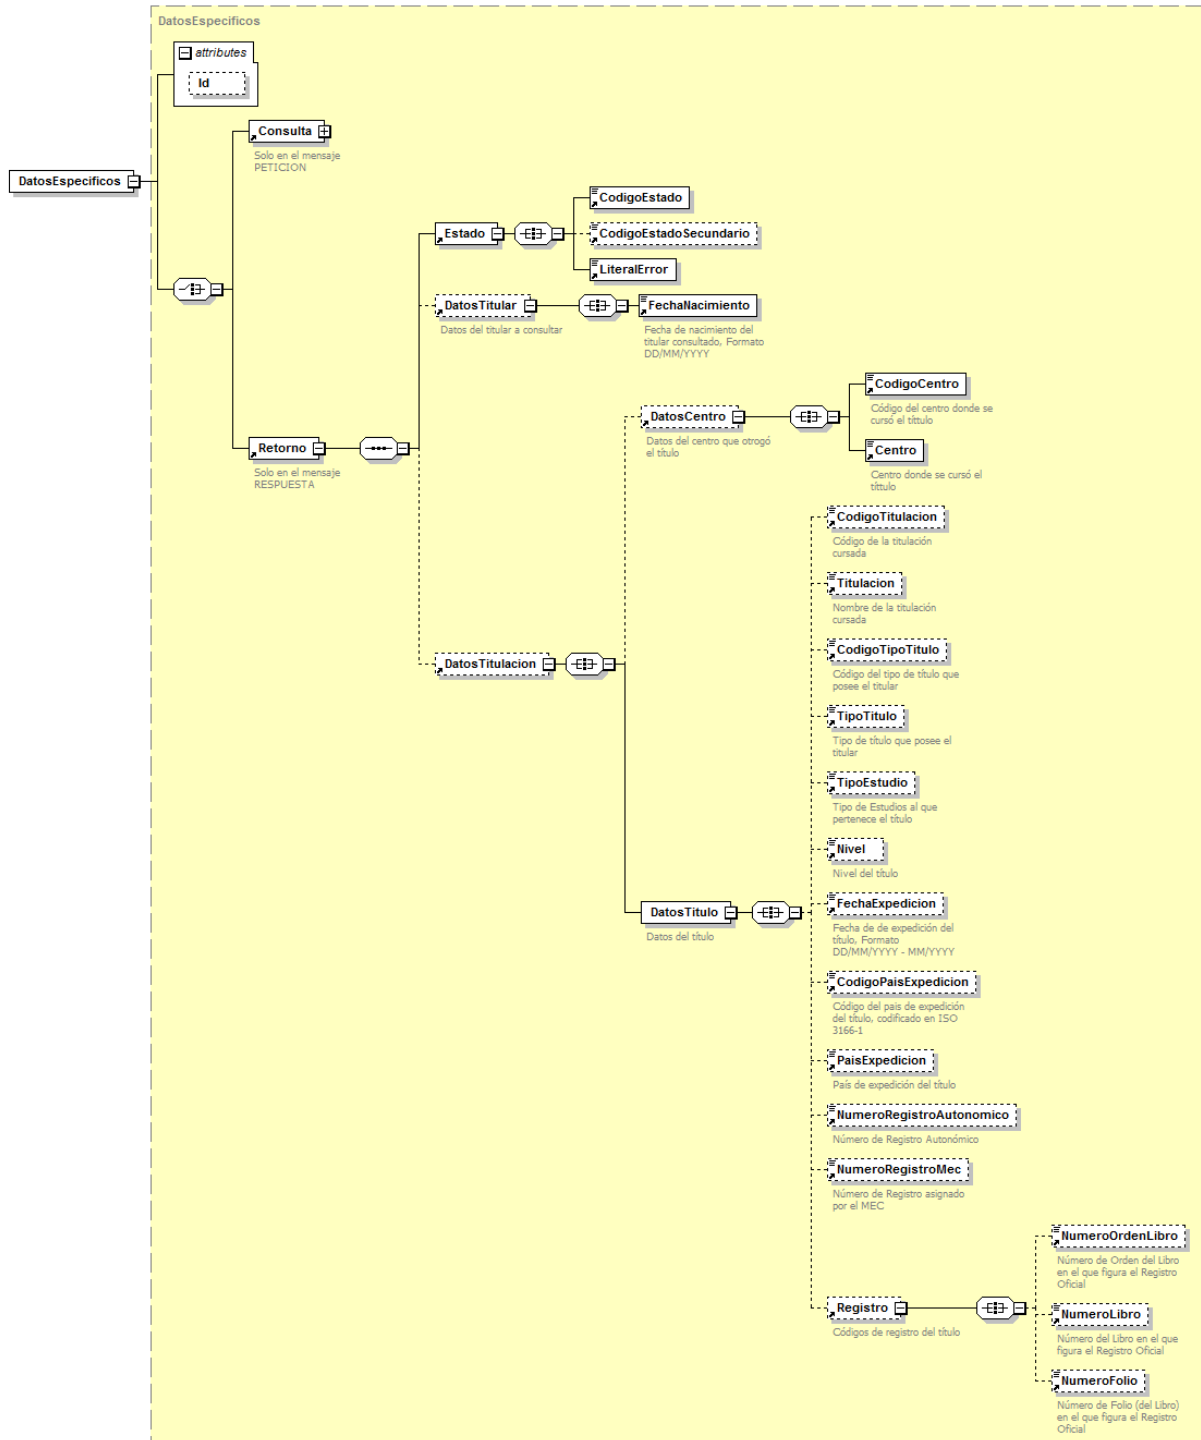 DatosEspecificos
attributes
Id
Consulta
Solo en el mensaje
PETICION
DatosEspecificos
CodigoEstado
Estado
CodigoEstadoSecundario
LiteralError
DatosTitular
Datos del titular a consultar
FechaNacimiento
Fecha de nacimiento del
titular consultado, Formato
DD/MM/YYYY
CodigoCentro
Código del centro donde se
cursó el títtulo
DatosCentro
Datos del centro que otrogó
el título
Centro
Centro donde se cursó el
títtulo
Retorno
Solo en el mensaje
RESPUESTA
CodigoTitulacion
Código de la titulación
cursada
Titulacion
Nombre de la titulación
cursada
DatosTitulacion
CodigoTipoTitulo
Código del tipo de título que
posee el titular
TipoTitulo
Tipo de título que posee el
titular
TipoEstudio
Tipo de Estudios al que
pertenece el título
Nivel
Nivel del título
DatosTitulo
Datos del título
FechaExpedicion
Fecha de de expedición del
título, Formato
DD/MM/YYYY - MM/YYYY
CodigoPaisExpedicion
Código del pais de expedición
del título, codificado en ISO
3166-1
PaisExpedicion
País de expedición del título
NumeroRegistroAutonomico
Número de Registro Autonómico
NumeroRegistroMec
Número de Registro asignado
por el MEC
NumeroOrdenLibro
Número de Orden del Libro
en el que figura el Registro
Oficial
Registro
Códigos de registro del título
NumeroLibro
Número del Libro en el que
figura el Registro Oficial
NumeroFolio
Número de Folio (del Libro)
en el que figura el Registro
Oficial